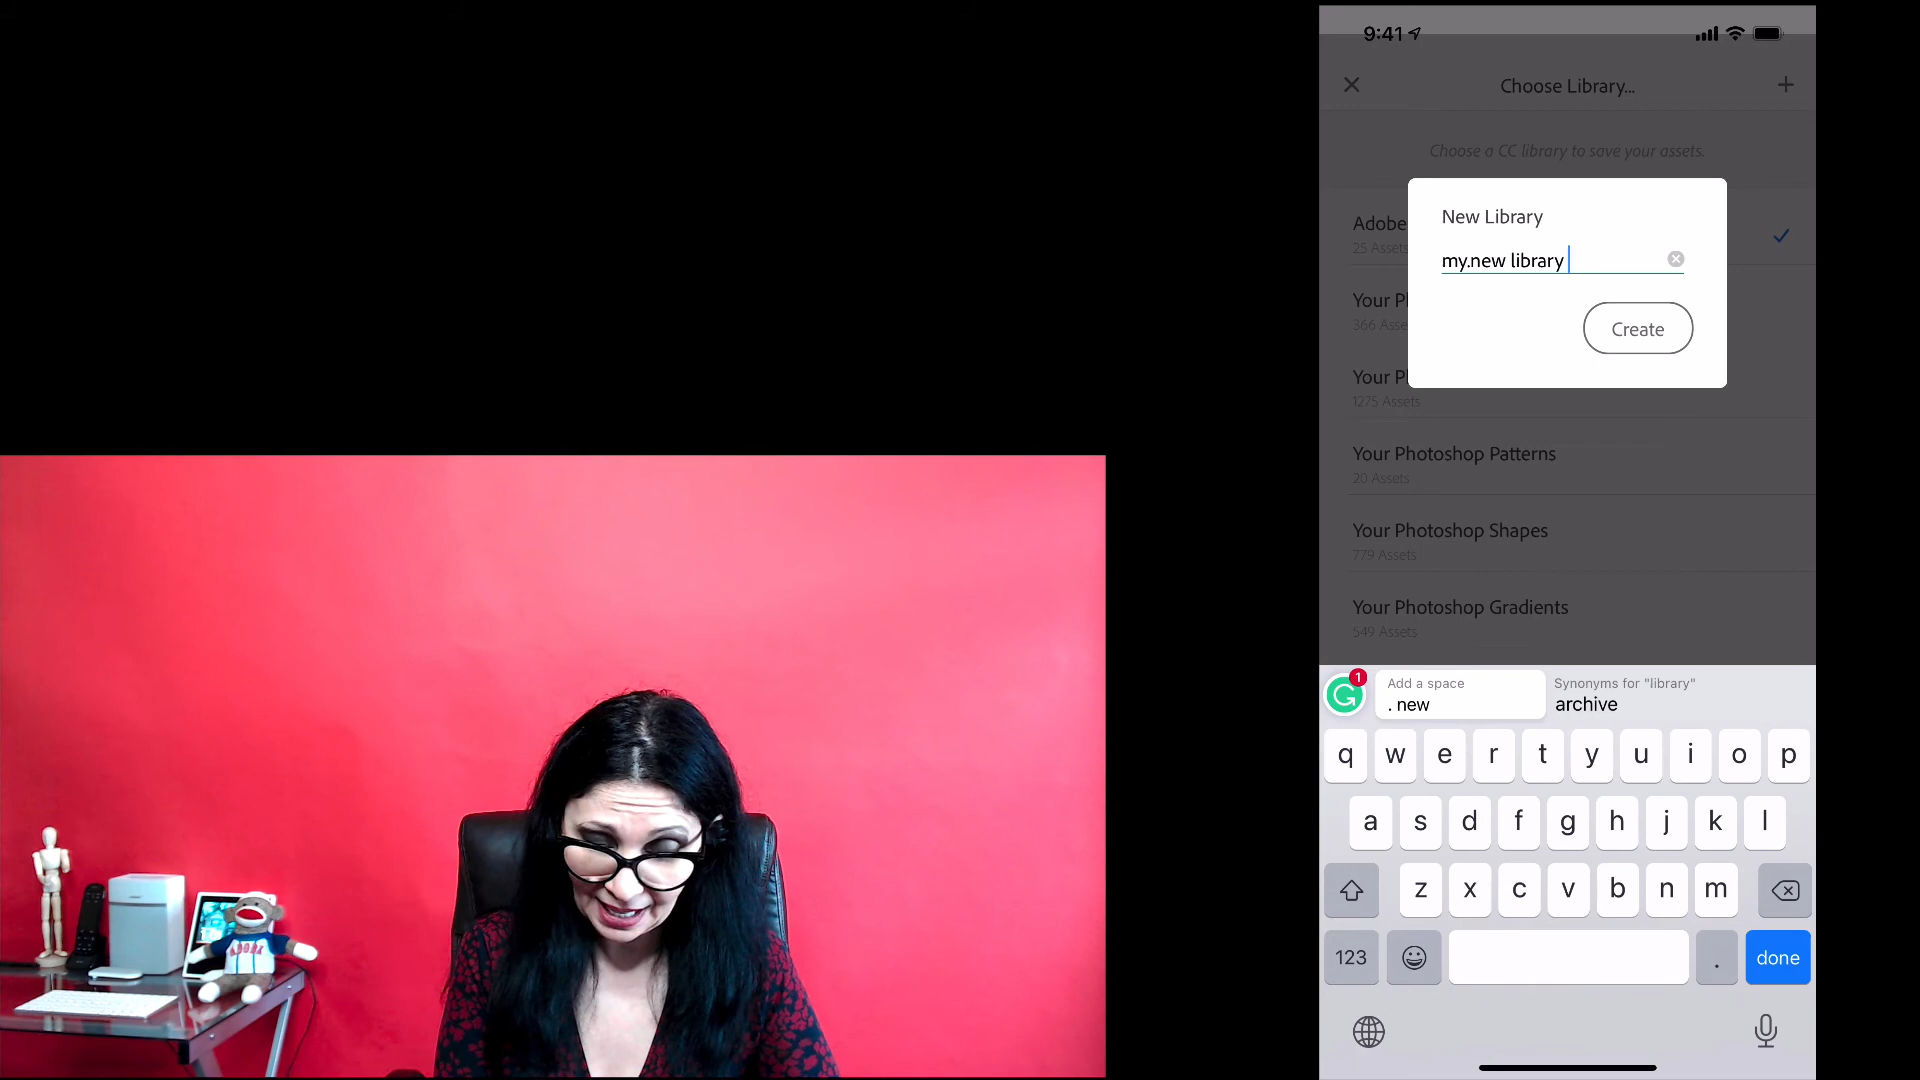 9:41
Choose Library...
Choose a CC library to save your assets.
New Library
my.new library
Create
Adobe
25 Assets
Your P
366 Asse
Your P
1275 Assets
Your Photoshop Patterns
20 Assets
Your Photoshop Shapes
779 Assets
Your Photoshop Gradients
549 Assets
1
Add a space
. new
Synonyms for "library"
archive
q w e r t y u i o p
a s d f g h j k l
z x c v b n m
123 . done
ADOBE